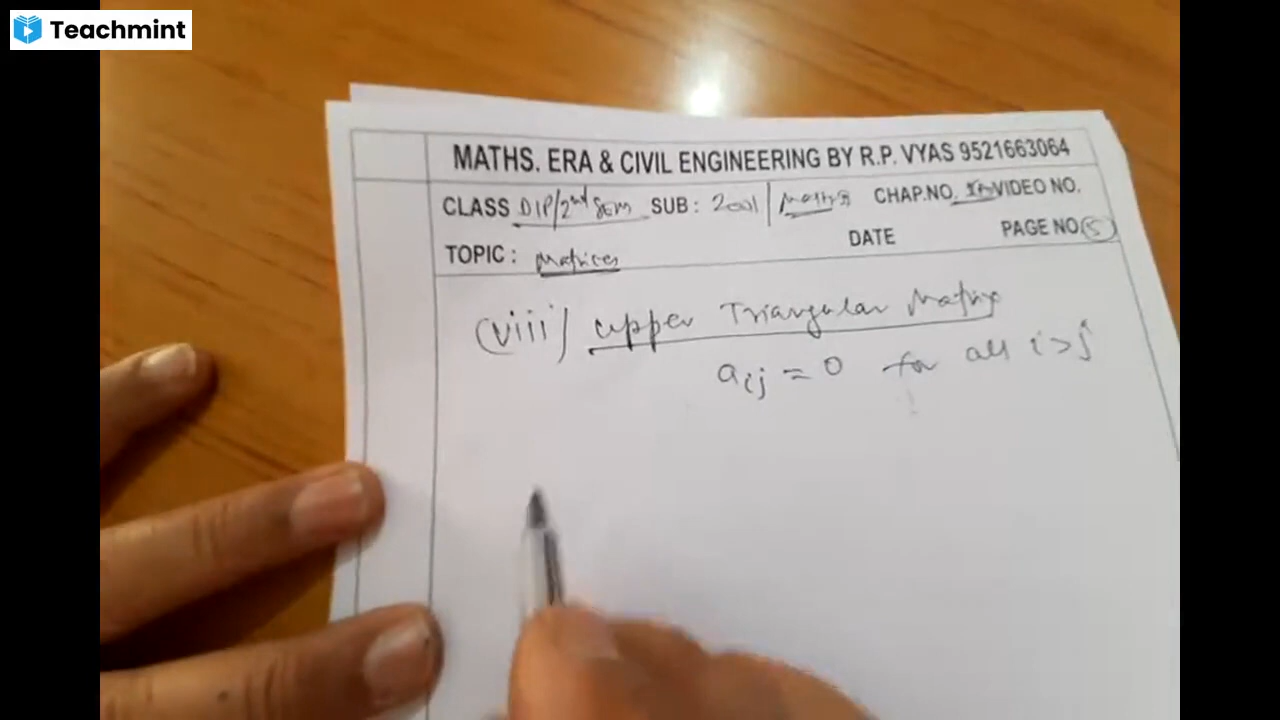 Teachmint
MATHS. ERA & CIVIL ENGINEERING BY R.P. VYAS 9521663064
CLASS DIP/2nd SEM SUB : 2001/ CHAP.NO. VIDEO NO.
TOPIC : Matrices DATE PAGE NO. 5
(viii) upper Triangular Matrix
aij = 0 for all i>j